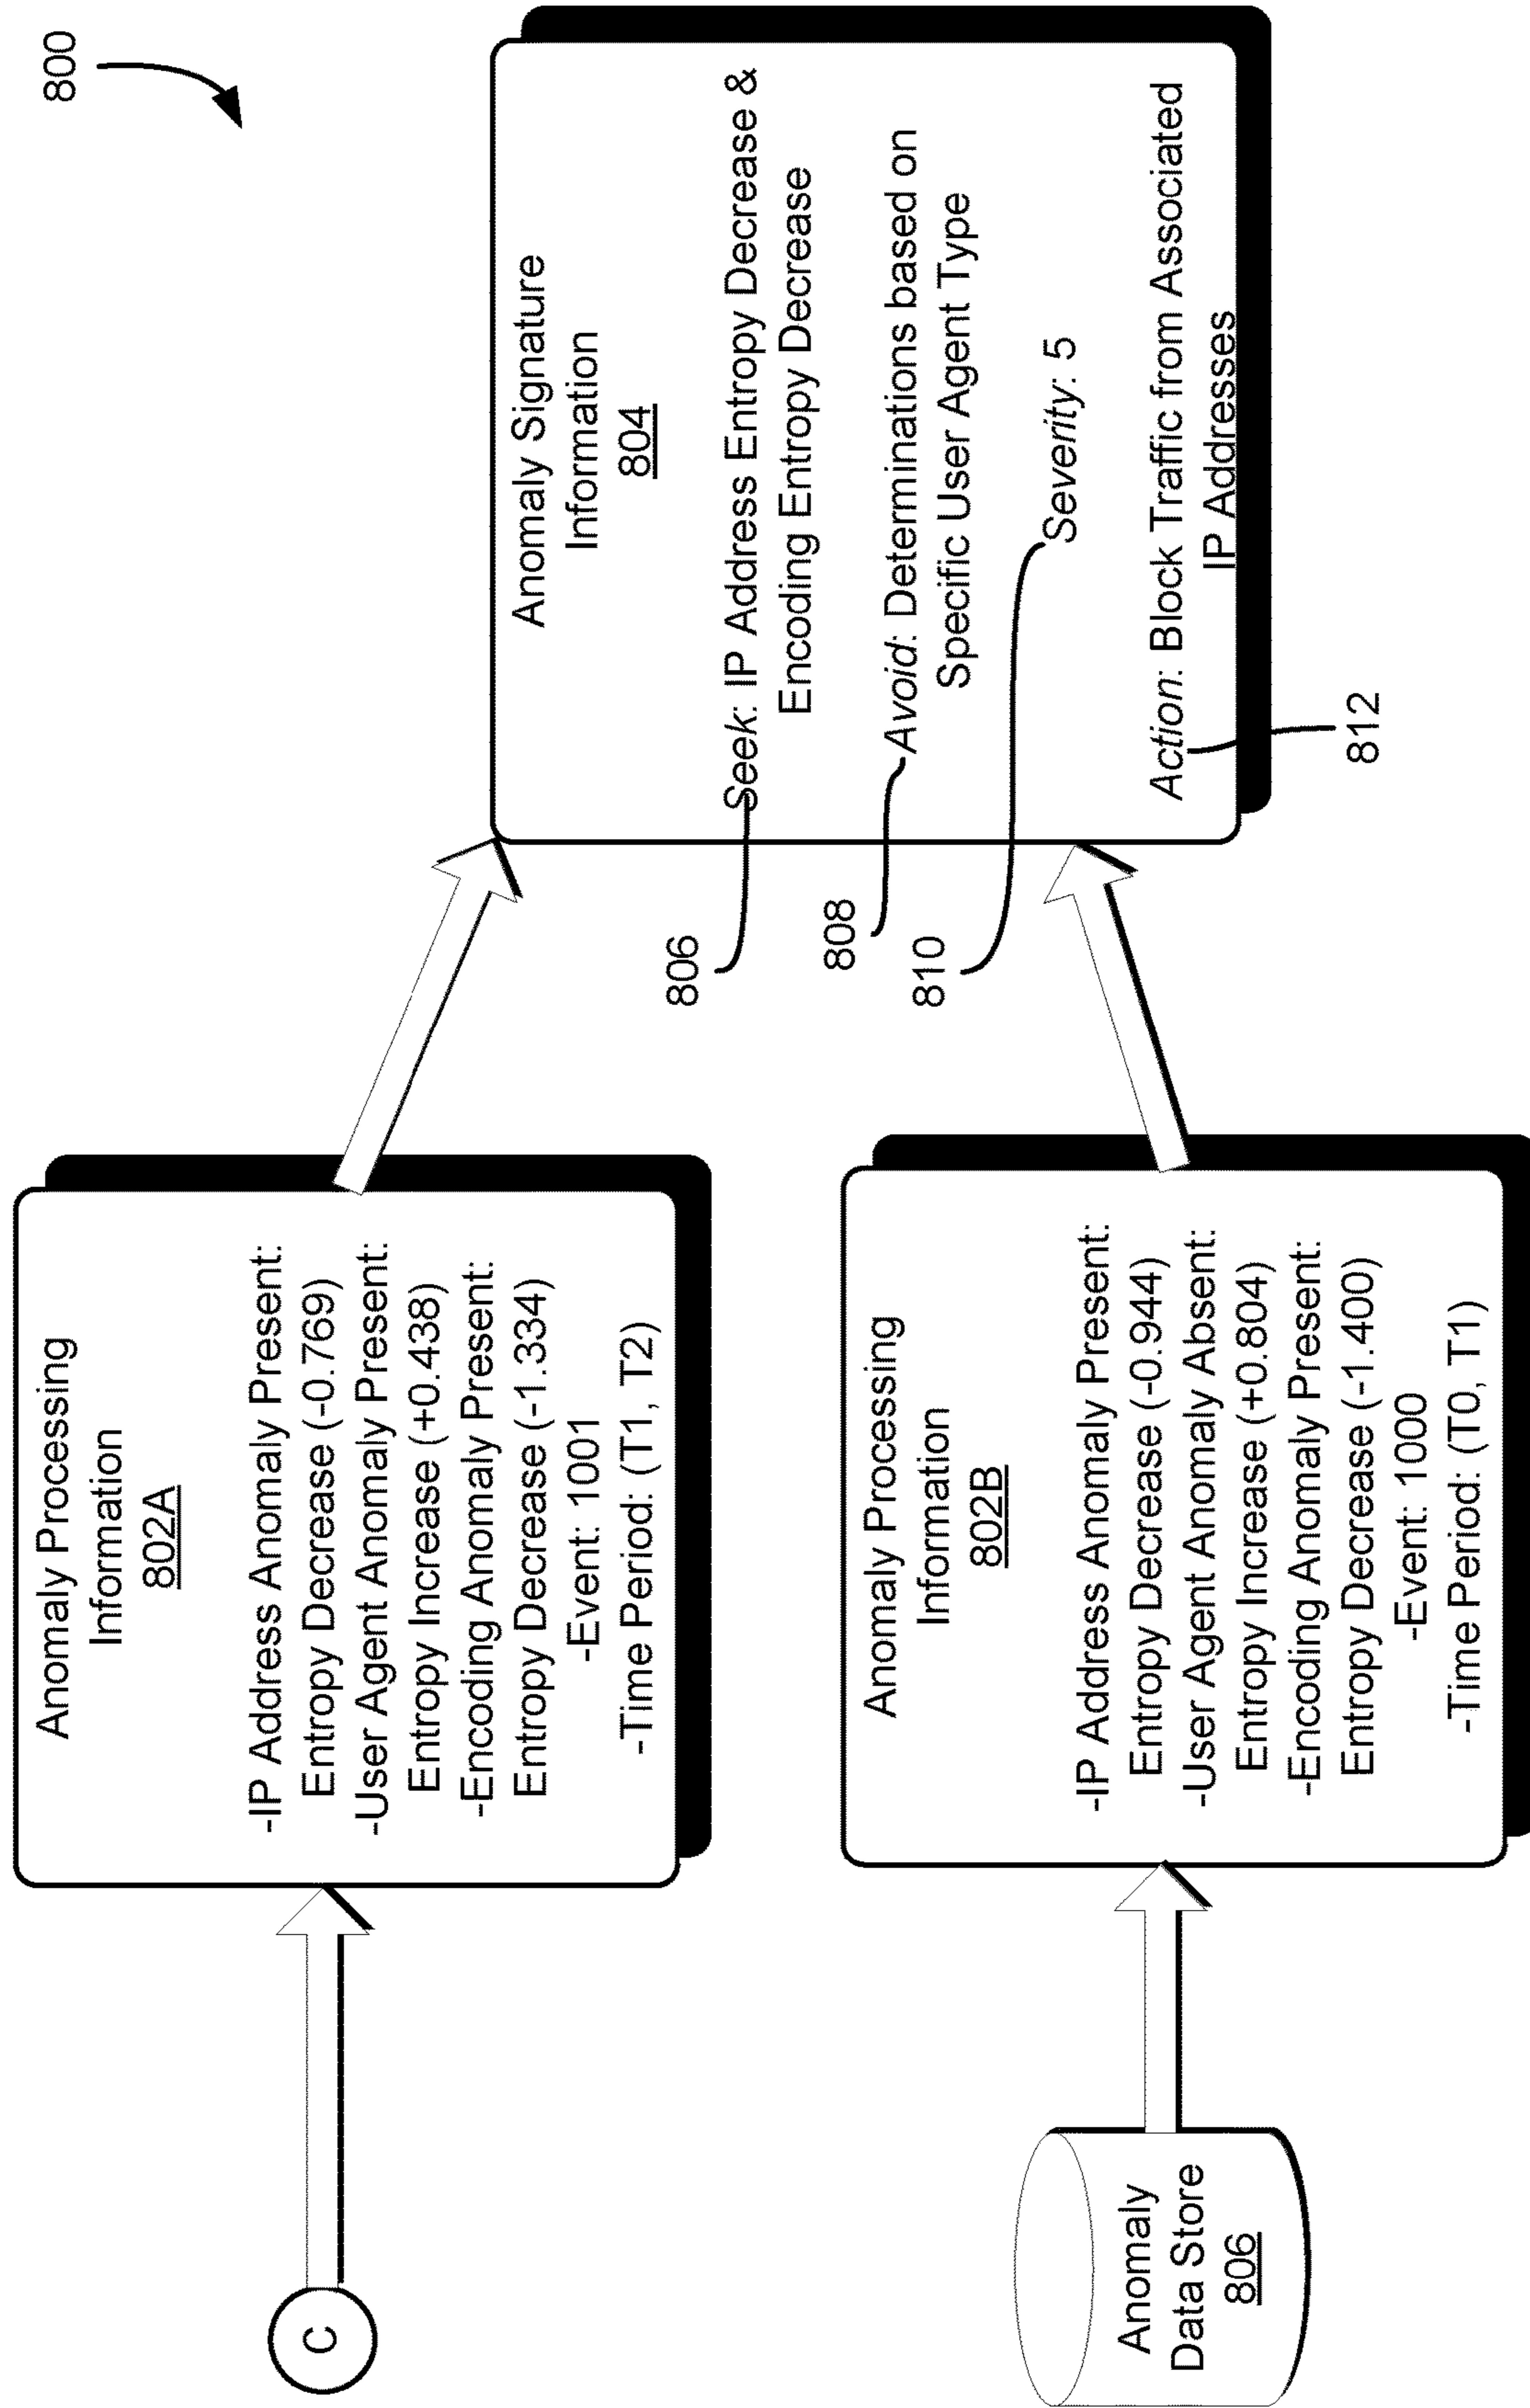 800
C
Anomaly Processing
Information
802A
-IP Address Anomaly Present:
Entropy Decrease (-0.769)
-User Agent Anomaly Present:
Entropy Increase (+0.438)
-Encoding Anomaly Present:
Entropy Decrease (-1.334)
-Event: 1001
-Time Period: (T1, T2)
Anomaly
Data Store
806
Anomaly Processing
Information
802B
-IP Address Anomaly Present:
Entropy Decrease (-0.944)
-User Agent Anomaly Absent:
Entropy Increase (+0.804)
-Encoding Anomaly Present:
Entropy Decrease (-1.400)
-Event: 1000
-Time Period: (T0, T1)
Anomaly Signature
Information
804
806
Seek: IP Address Entropy Decrease &
Encoding Entropy Decrease
808
Avoid: Determinations based on
Specific User Agent Type
810
Severity: 5
Action: Block Traffic from Associated
IP Addresses
812